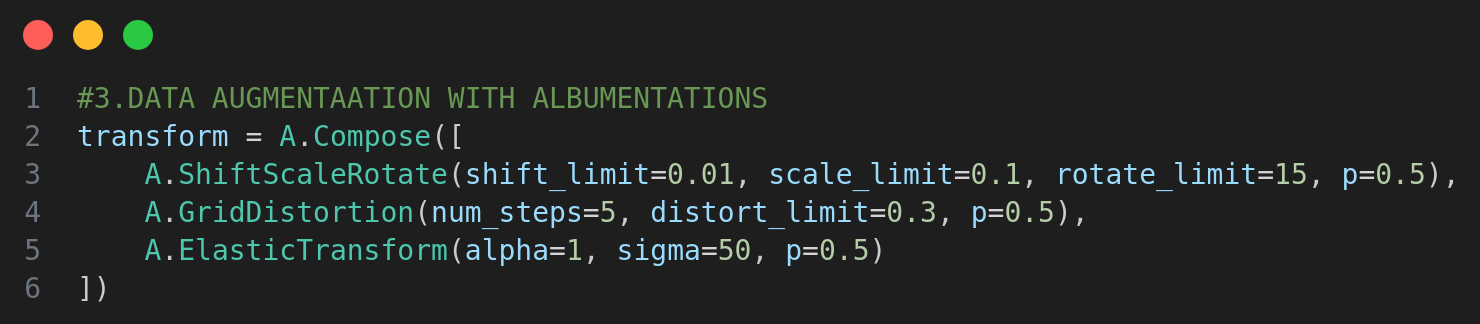 1 #3.DATA AUGMENTAATION WITH ALBUMENTATIONS
2 transform = A.Compose([
3     A.ShiftScaleRotate(shift_limit=0.01, scale_limit=0.1, rotate_limit=15, p=0.5),
4     A.GridDistortion(num_steps=5, distort_limit=0.3, p=0.5),
5     A.ElasticTransform(alpha=1, sigma=50, p=0.5)
6 ])